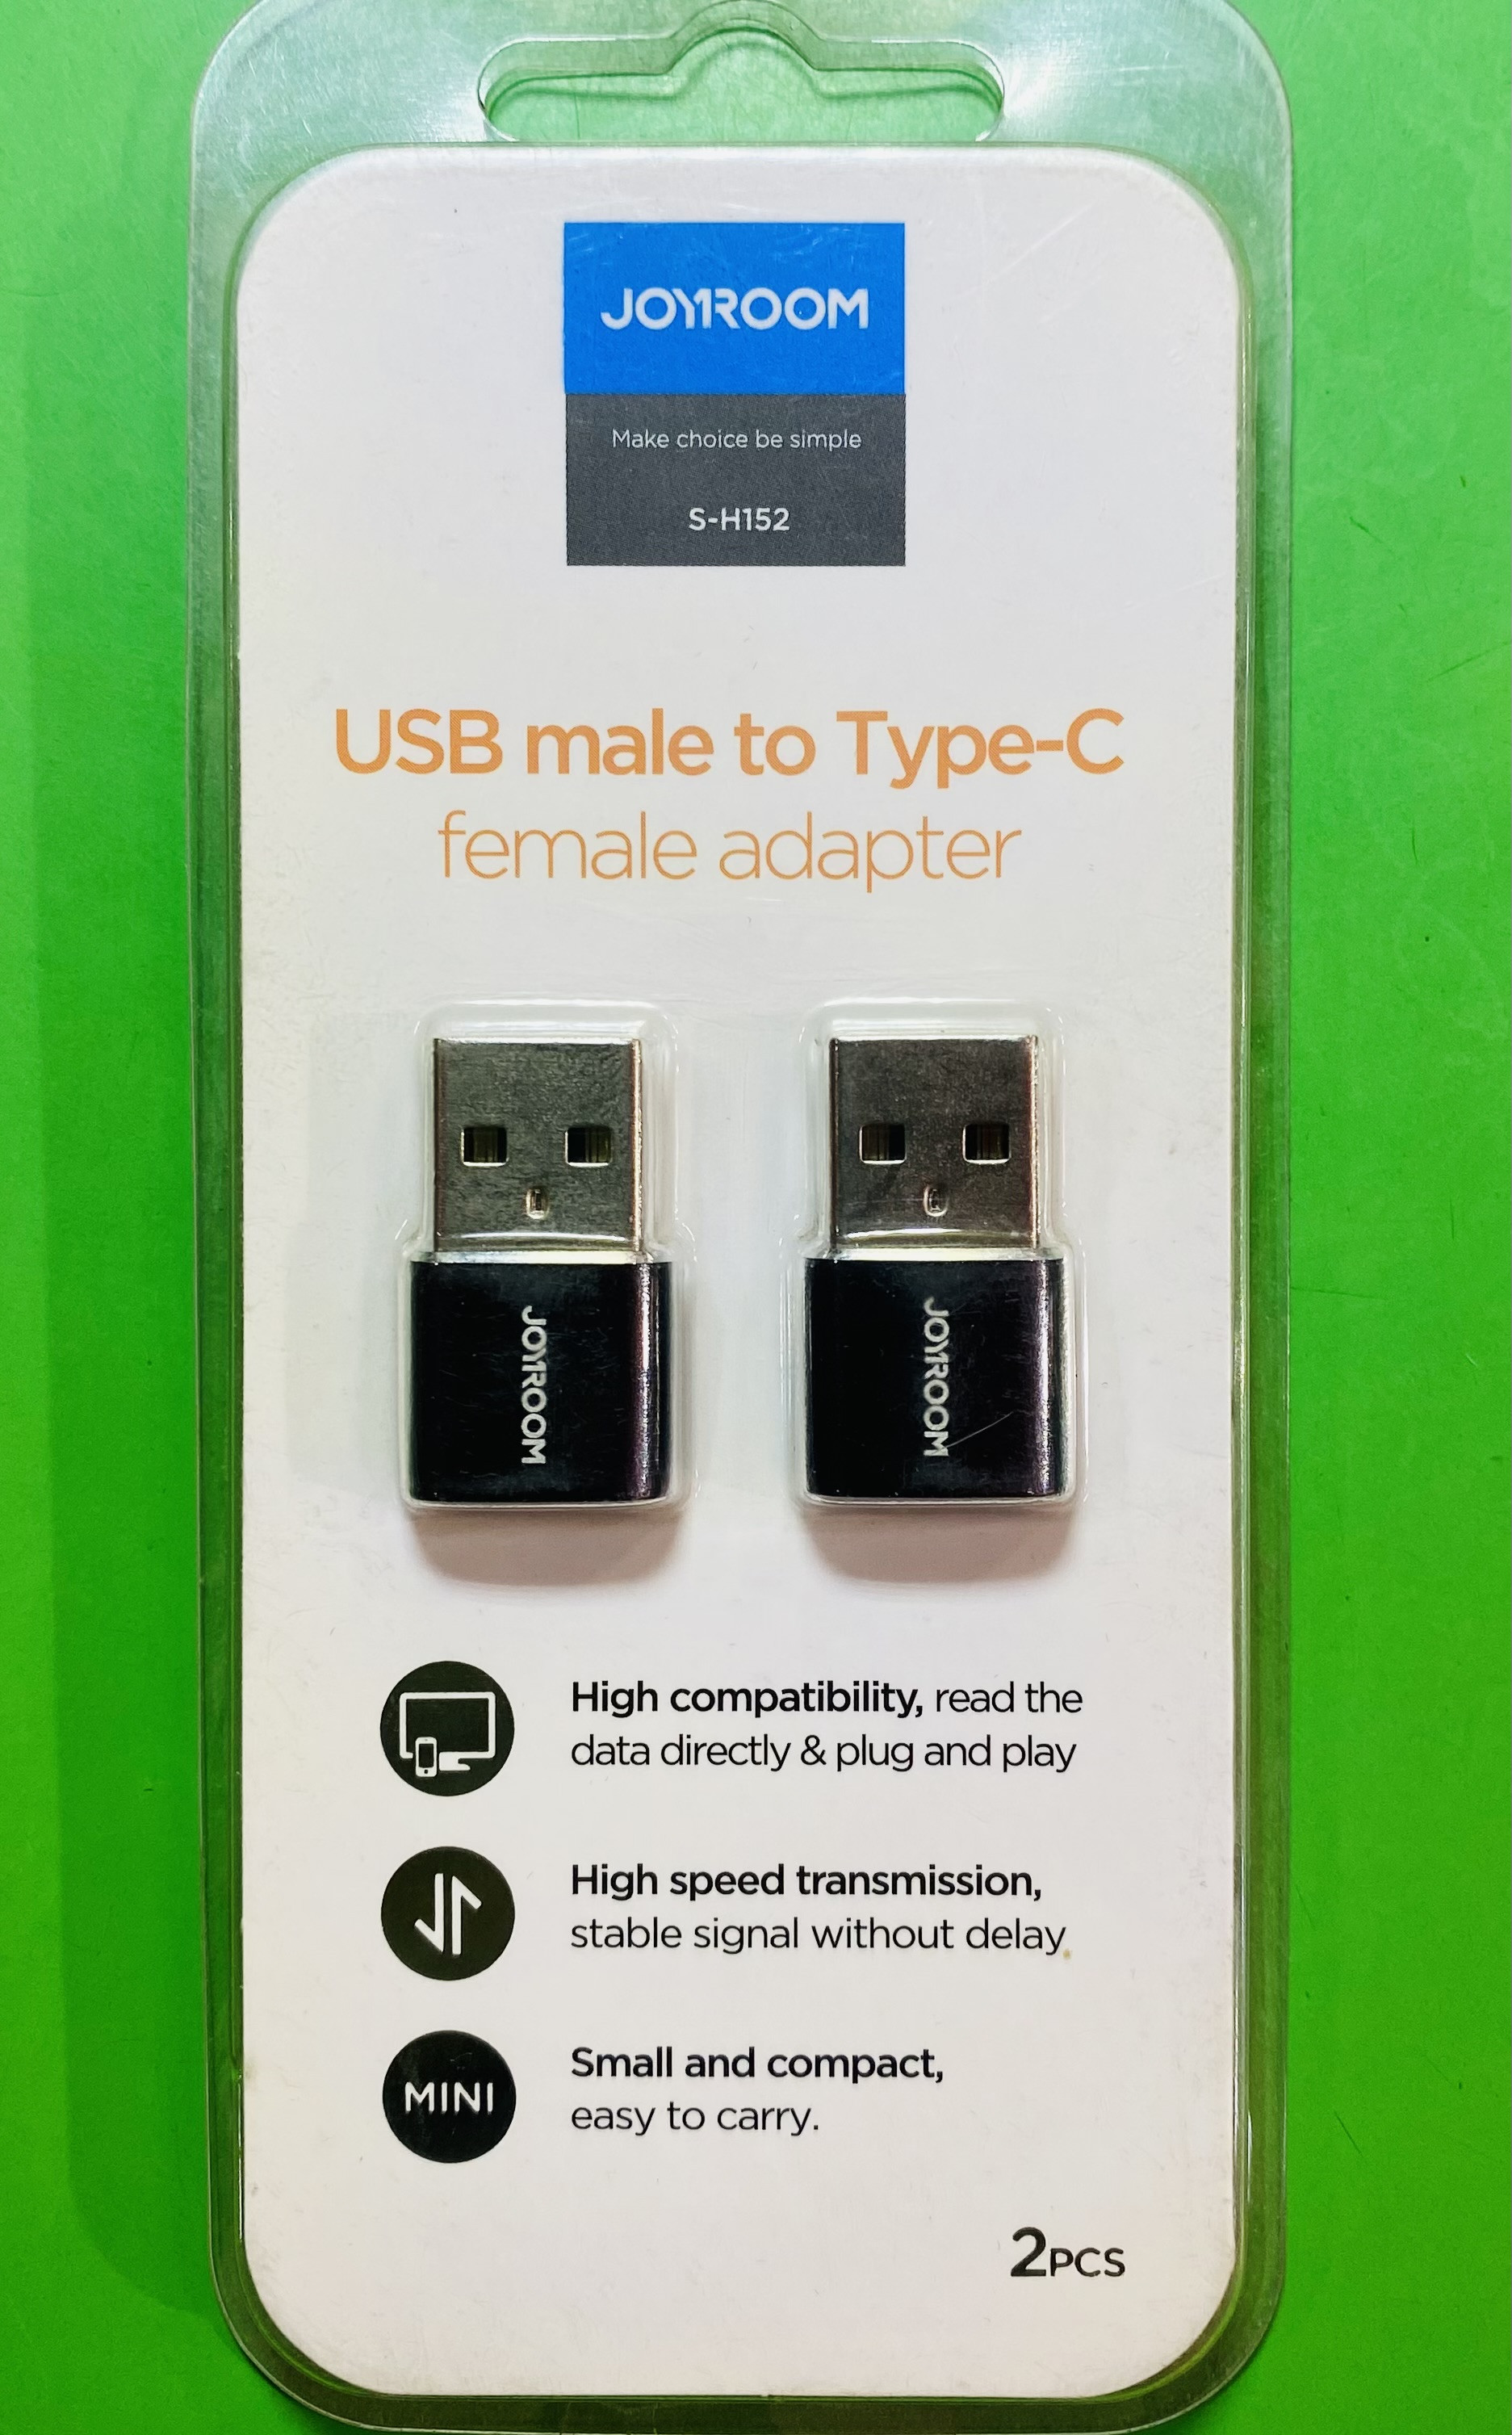 JOYROOM
Make choice be simple
S-H152
USB male to Type-C
female adapter
JOYROOM
JOYROOM
High compatibility, read the
data directly & plug and play
High speed transmission,
stable signal without delay
MINI
Small and compact,
easy to carry.
2PCS